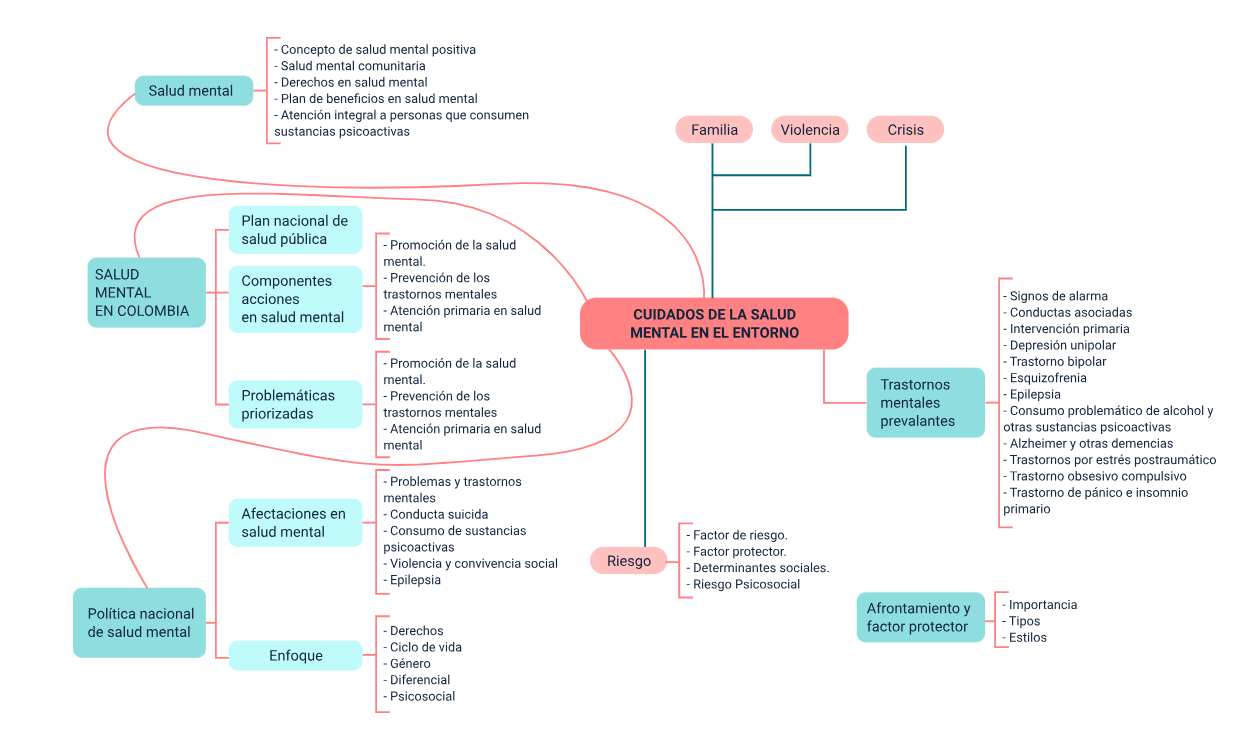 Salud mental
- Concepto de salud mental positiva
- Salud mental comunitaria
- Derechos en salud mental
- Plan de beneficios en salud mental
- Atención integral a personas que consumen
sustancias psicoactivas
Familia
Violencia
Crisis
SALUD
MENTAL
EN COLOMBIA
Plan nacional de
salud pública
Componentes
acciones
en salud mental
- Promoción de la salud
mental.
- Prevención de los
trastornos mentales
- Atención primaria en salud
mental
Problemáticas
priorizadas
- Promoción de la salud
mental.
- Prevención de los
trastornos mentales
- Atención primaria en salud
mental
CUIDADOS DE LA SALUD
MENTAL EN EL ENTORNO
Trastornos
mentales
prevalantes
- Signos de alarma
- Conductas asociadas
- Intervención primaria
- Depresión unipolar
- Trastorno bipolar
- Esquizofrenia
- Epilepsia
- Consumo problemático de alcohol y
otras sustancias psicoactivas
- Alzheimer y otras demencias
- Trastornos por estrés postraumático
- Trastorno obsesivo compulsivo
- Trastorno de pánico e insomnio
primario
Política nacional
de salud mental
Afectaciones en
salud mental
- Problemas y trastornos
mentales
- Conducta suicida
- Consumo de sustancias
psicoactivas
- Violencia y convivencia social
- Epilepsia
Enfoque
- Derechos
- Ciclo de vida
- Género
- Diferencial
- Psicosocial
Riesgo
- Factor de riesgo.
- Factor protector.
- Determinantes sociales.
- Riesgo Psicosocial
Afrontamiento y
factor protector
- Importancia
- Tipos
- Estilos